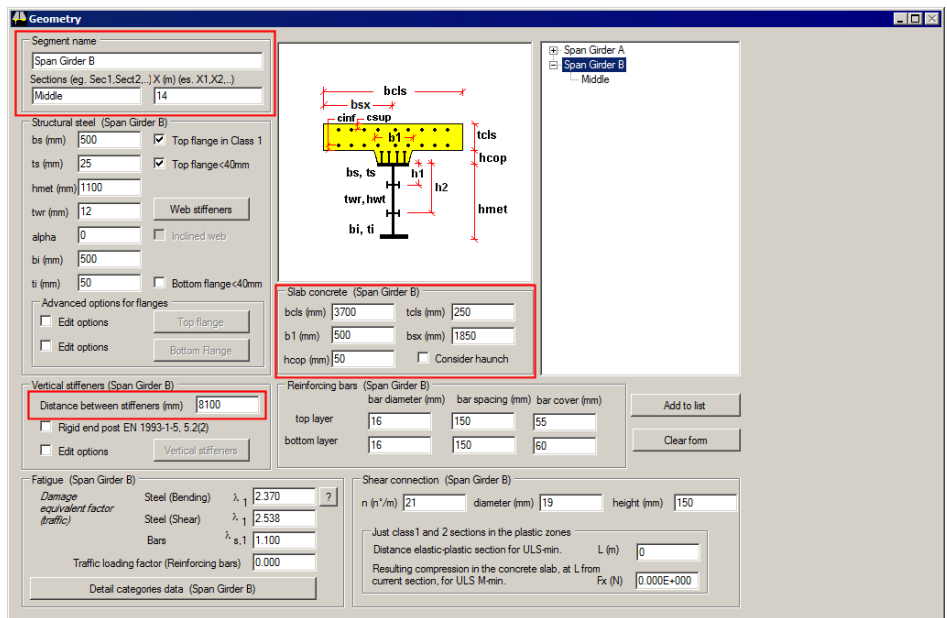 Geometry
Segment name
Span Girder B
Sections (eg. Sec1,Sect2,..) X (m) (es. X1,X2,..)
Middle 14
Structural steel (Span Girder B)
bs (mm) 500 Top flange in Class 1
ts (mm) 25 Top flange<40mm
hmet (mm) 1100
twr (mm) 12 Web stiffeners
alpha 0 Inclined web
bi (mm) 500
ti (mm) 50 Bottom flange<40mm
Advanced options for flanges
Edit options Top flange
Edit options Bottom flange
Vertical stiffeners (Span Girder B)
Distance between stiffeners (mm) 8100
Rigid end post EN 1993-1-5, 5.2(2)
Edit options Vertical stiffeners
bcls
bsx
cinf csup
b1
tcls
hcop
bs, ts h1
h2
twr, hwt
hmet
bi, ti
Slab concrete (Span Girder B)
bcls (mm) 3700 tcls (mm) 250
b1 (mm) 500 bsx (mm) 1850
hcop (mm) 50 Consider haunch
Span Girder A
Span Girder B
Middle
Reinforcing bars (Span Girder B)
bar diameter (mm) bar spacing (mm) bar cover (mm)
top layer 16 150 55
bottom layer 16 150 60
Add to list
Clear form
Fatigue (Span Girder B)
Damage equivalent factor (traffic)
Steel (Bending) λ 1 2.370 ?
Steel (Shear) λ 1 2.538
Bars λ s,1 1.100
Traffic loading factor (Reinforcing bars) 0.000
Detail categories data (Span Girder B)
Shear connection (Span Girder B)
n (n°/m) 21 diameter (mm) 19 height (mm) 150
Just class1 and 2 sections in the plastic zones
Distance elastic-plastic section for ULS-min. L (m) 0
Resulting compression in the concrete slab, at L from
current section, for ULS M-min. Fx (N) 0.000E+000